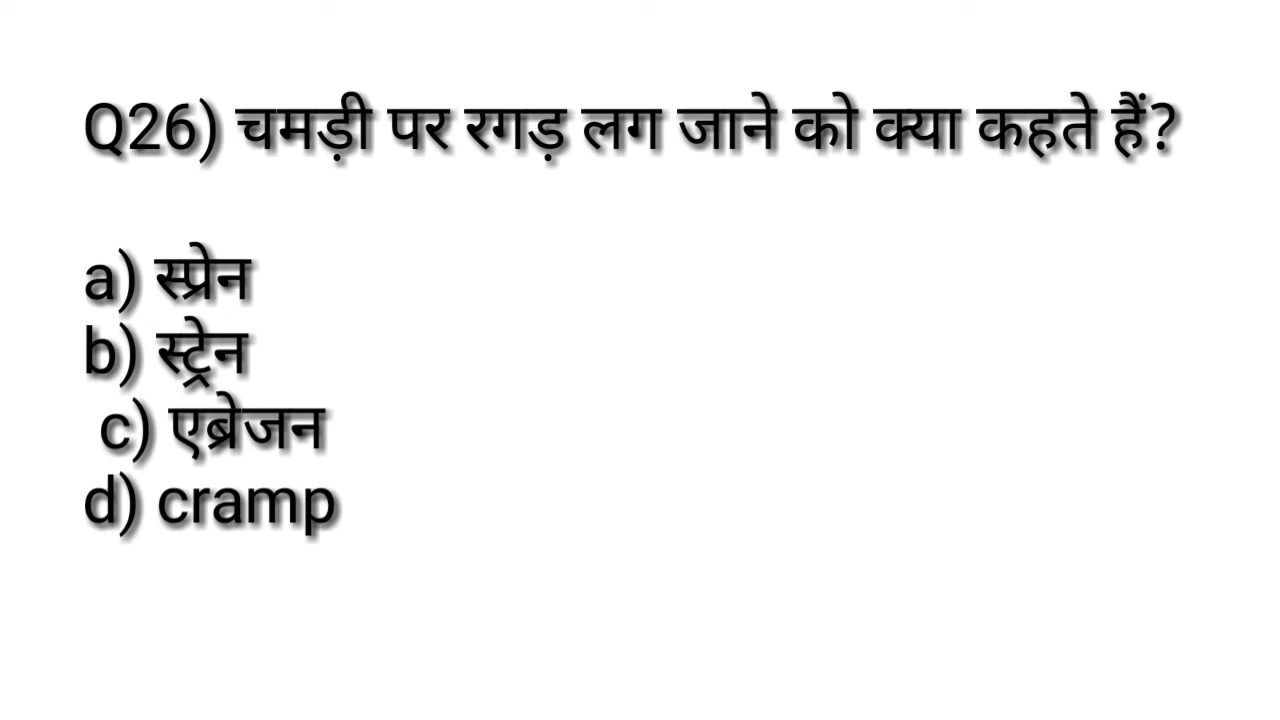 Q26) चमड़ी पर रगड़ लग जाने को क्या कहते हैं?
a) स्प्रेन
b) स्ट्रेन
c) एब्रेजन
d) cramp